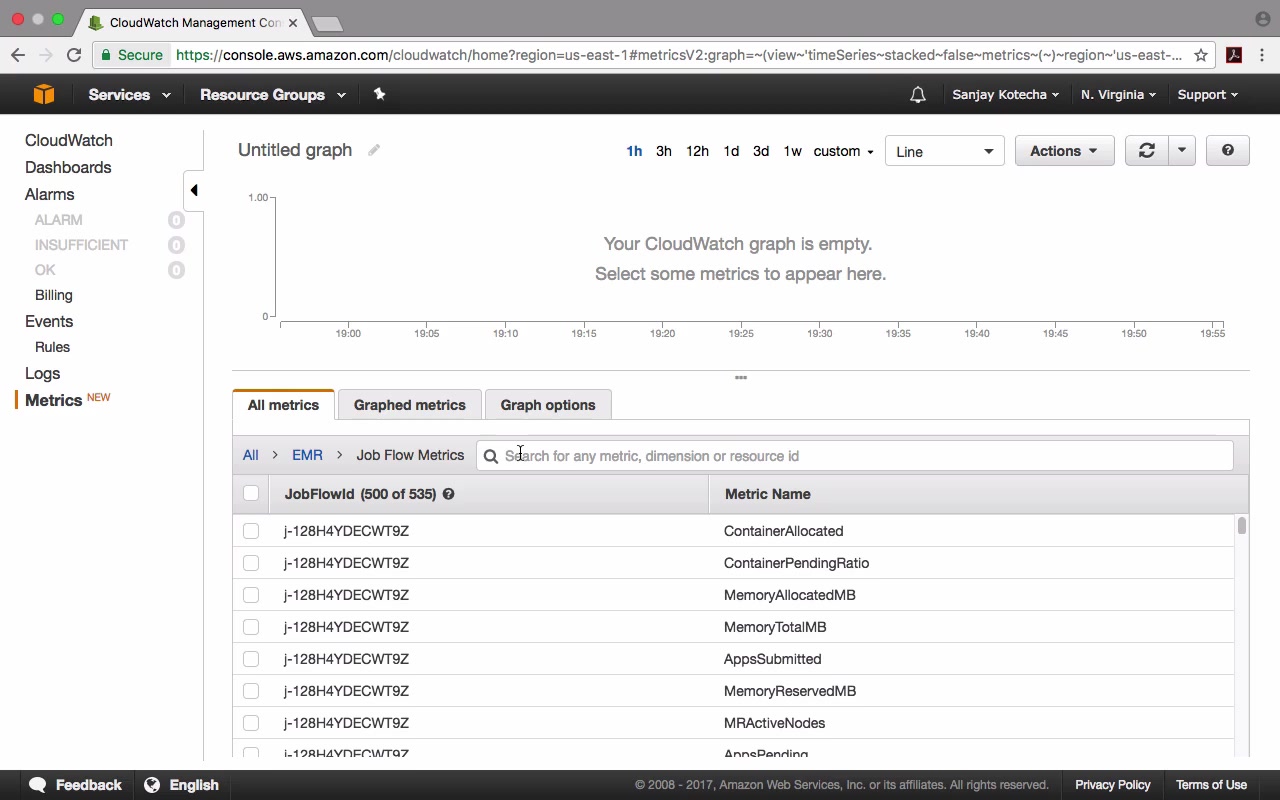 CloudWatch Management Con
Secure https://console.aws.amazon.com/cloudwatch/home?region=us-east-1#metricsV2:graph=~(view~'timeSeries~stacked~false~metrics~(~)~region~'us-east-...
Services Resource Groups Sanjay Kotecha N. Virginia Support
CloudWatch
Dashboards
Alarms
ALARM 0
INSUFFICIENT 0
OK 0
Billing
Events
Rules
Logs
Metrics NEW
Untitled graph 1h 3h 12h 1d 3d 1w custom Line Actions ?
1.00
Your CloudWatch graph is empty.
Select some metrics to appear here.
0
19:00 19:05 19:10 19:15 19:20 19:25 19:30 19:35 19:40 19:45 19:50 19:55
All metrics Graphed metrics Graph options
All > EMR > Job Flow Metrics Search for any metric, dimension or resource id
JobFlowId (500 of 535) ? Metric Name
j-128H4YDECWT9Z ContainerAllocated
j-128H4YDECWT9Z ContainerPendingRatio
j-128H4YDECWT9Z MemoryAllocatedMB
j-128H4YDECWT9Z MemoryTotalMB
j-128H4YDECWT9Z AppsSubmitted
j-128H4YDECWT9Z MemoryReservedMB
j-128H4YDECWT9Z MRActiveNodes
j-128H4YDECWT9Z AppsPending
Feedback English © 2008 - 2017, Amazon Web Services, Inc. or its affiliates. All rights reserved. Privacy Policy Terms of Use